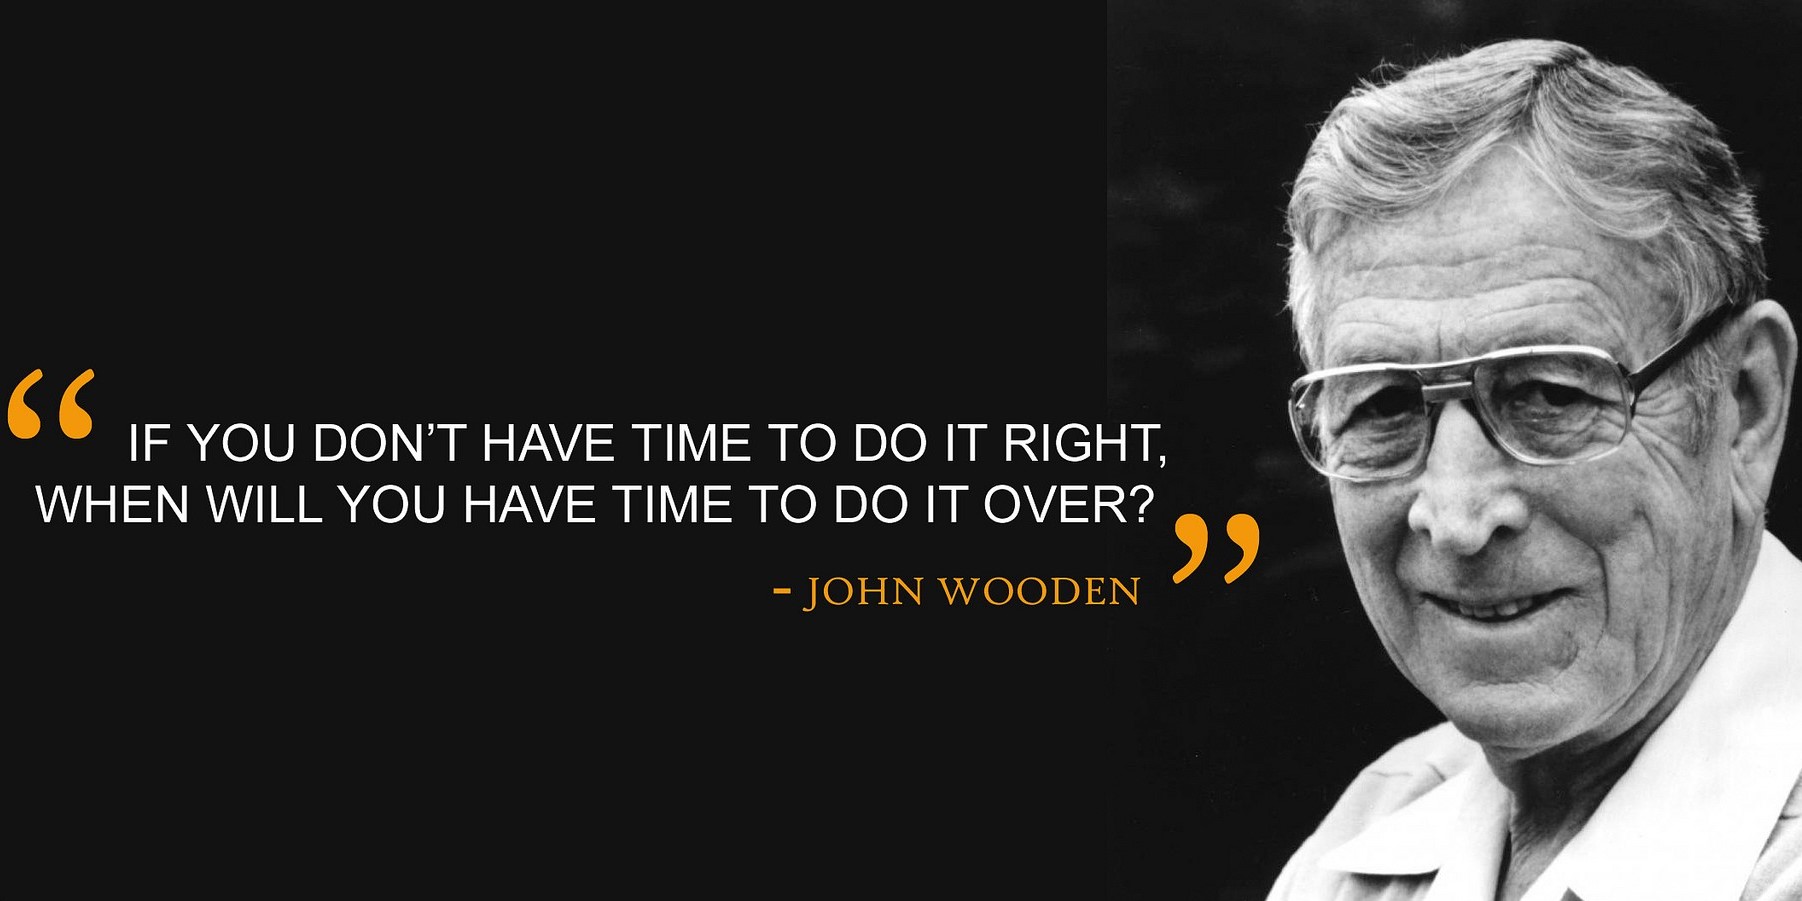 “ IF YOU DON’T HAVE TIME TO DO IT RIGHT,
WHEN WILL YOU HAVE TIME TO DO IT OVER? ”
- JOHN WOODEN